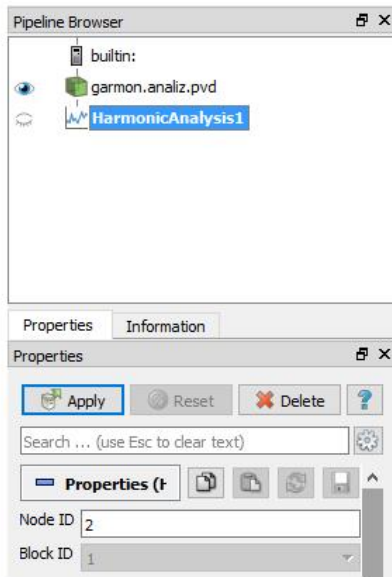 Pipeline Browser
builtin:
garmon.analiz.pvd
HarmonicAnalysis1
Properties Information
Properties
Apply Reset Delete ?
Search ... (use Esc to clear text)
Properties (H
Node ID 2
Block ID 1